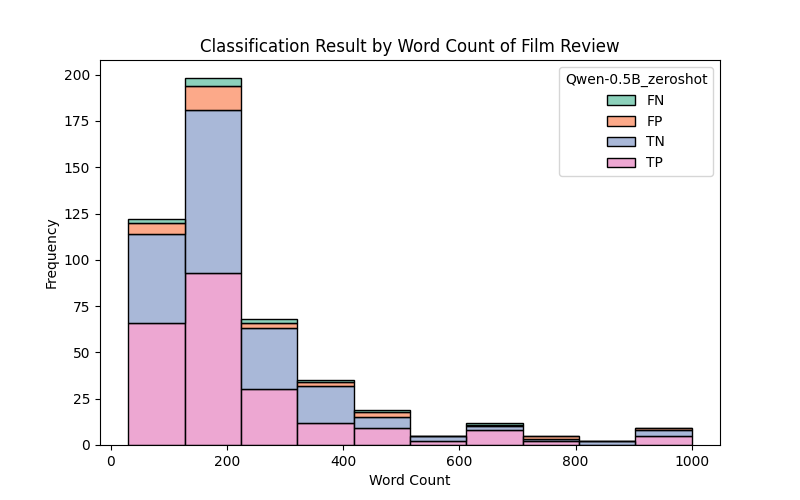 Classification Result by Word Count of Film Review
Qwen-0.5B_zeroshot
FN
FP
TN
TP
200
175
150
125
100
75
50
25
0
Frequency
0 200 400 600 800 1000
Word Count